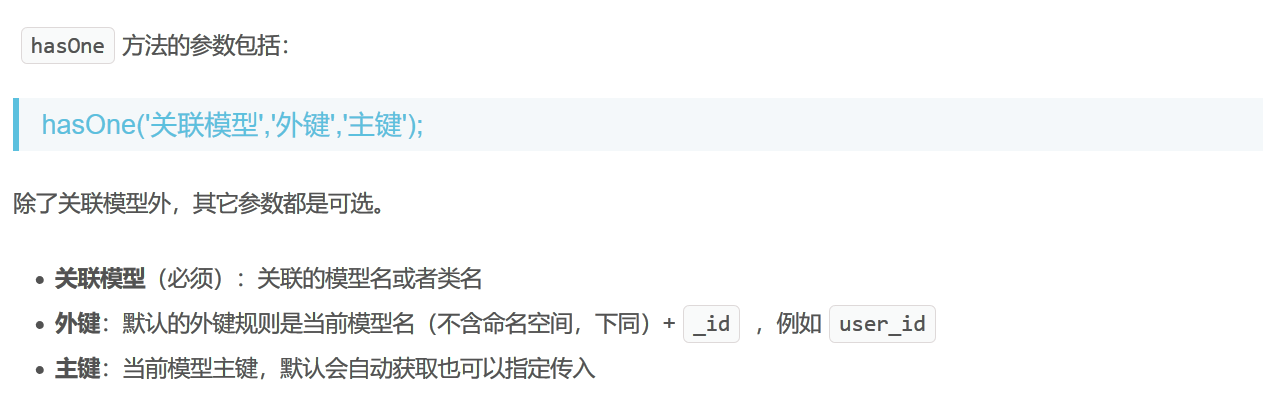 hasOne 方法的参数包括：
hasOne('关联模型','外键','主键');
除了关联模型外，其它参数都是可选。
• 关联模型（必须）：关联的模型名或者类名
• 外键：默认的外键规则是当前模型名（不含命名空间，下同）+ _id ，例如 user_id
• 主键：当前模型主键，默认会自动获取也可以指定传入